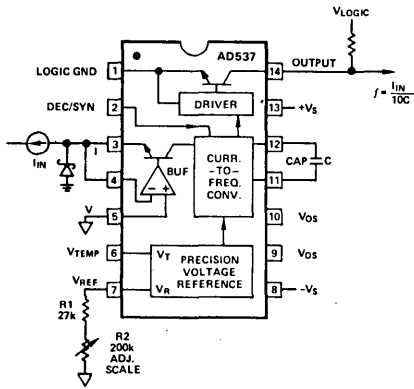 VLOGIC
AD537
LOGIC GND
1
14
OUTPUT
f = IIN
10C
DRIVER
13
+VS
DEC/SYN
2
IIN
I
3
12
BUF
CURR.
-TO-
FREQ.
CONV.
CAP
C
4
11
- +
V
5
10
VOS
VTEMP
6
VT
PRECISION
VOLTAGE
REFERENCE
9
VOS
VREF
7
VR
8
-VS
R1
27k
R2
200k
ADJ.
SCALE